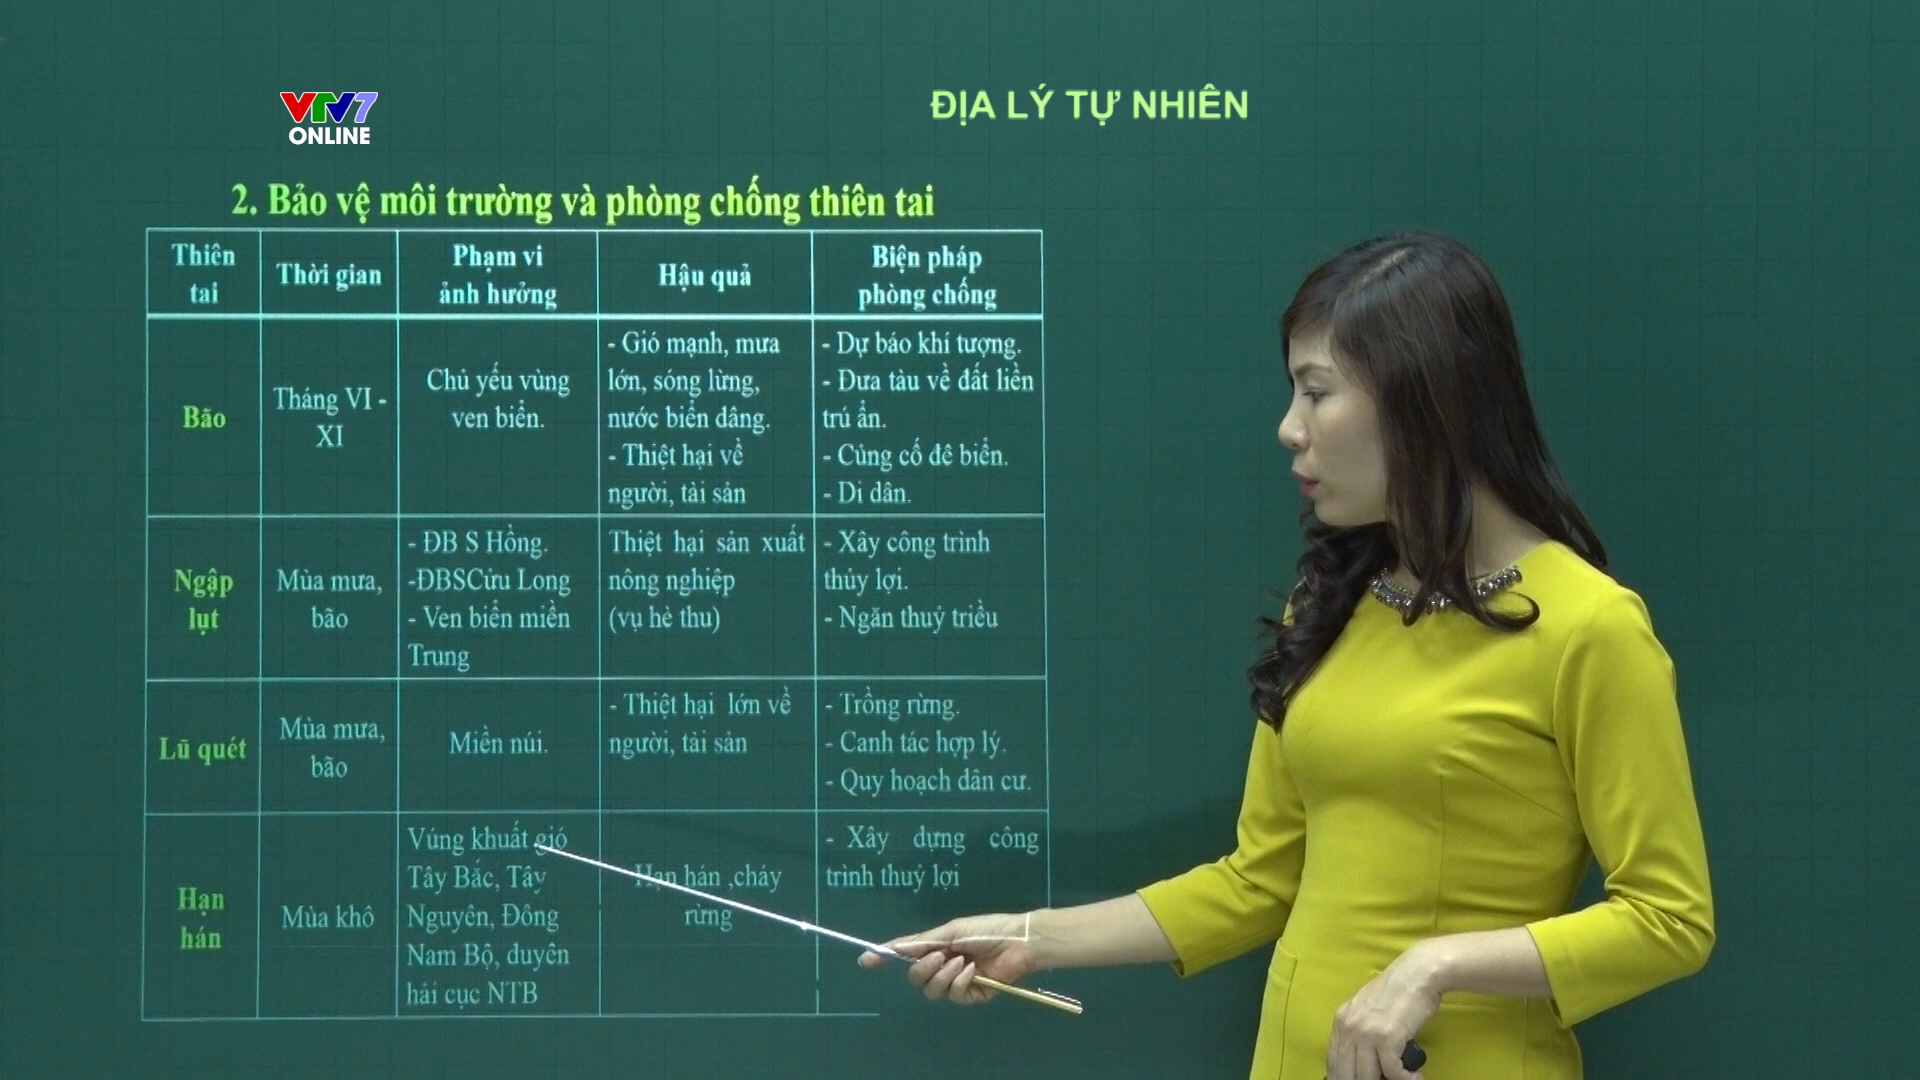 VTV7
ONLINE
ĐỊA LÝ TỰ NHIÊN
2. Bảo vệ môi trường và phòng chống thiên tai
Thiên
tai
Thời gian
Phạm vi
ảnh hưởng
Hậu quả
Biện pháp
phòng chống
Bão
Tháng VI -
XI
Chủ yếu vùng
ven biển.
- Gió mạnh, mưa
lớn, sóng lừng,
nước biển dâng.
- Thiệt hại về
người, tài sản
- Dự báo khí tượng.
- Đưa tàu về đất liền
trú ẩn.
- Củng cố đê biển.
- Di dân.
Ngập
lụt
Mùa mưa,
bão
- ĐB S Hồng.
-ĐBSCửu Long
- Ven biển miền
Trung
Thiệt hại sản xuất
nông nghiệp
(vụ hè thu)
- Xây công trình
thủy lợi.
- Ngăn thuỷ triều
Lũ quét
Mùa mưa,
bão
Miền núi.
- Thiệt hại lớn về
người, tài sản
- Trồng rừng.
- Canh tác hợp lý.
- Quy hoạch dân cư.
Hạn
hán
Mùa khô
Vùng khuất gió
Tây Bắc, Tây
Nguyên, Đông
Nam Bộ, duyên
hải cục NTB
Hạn hán ,cháy
rừng
- Xây dựng công
trình thuỷ lợi